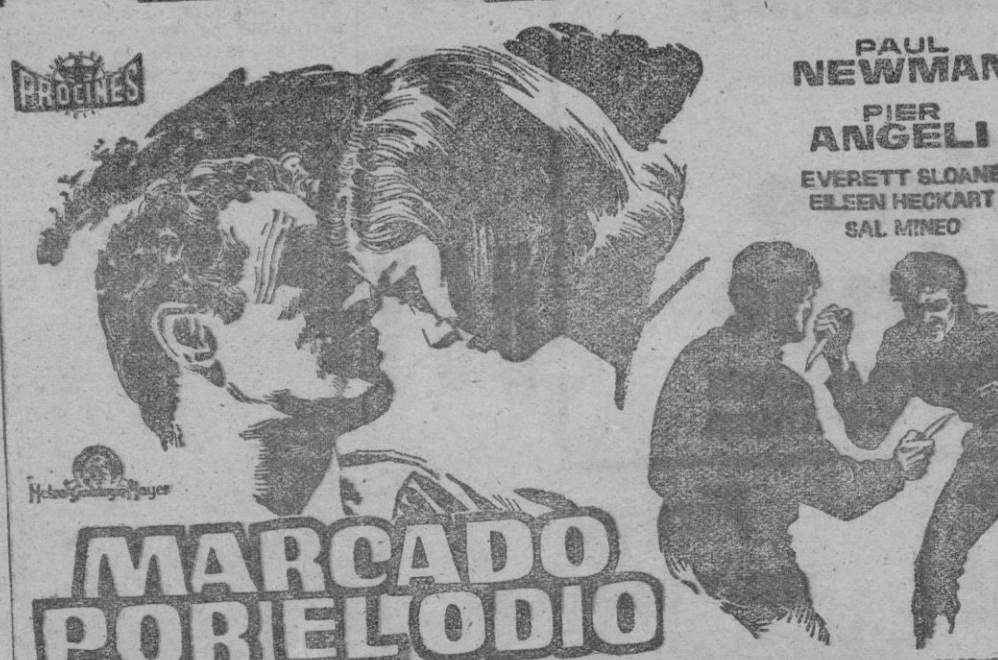 PROCINES
PAUL
NEWMAN
PIER
ANGELI
EVERETT SLOANE
EILEEN HECKART
SAL MINEO
Metro Goldwyn Mayer
MARCADO
POR EL ODIO